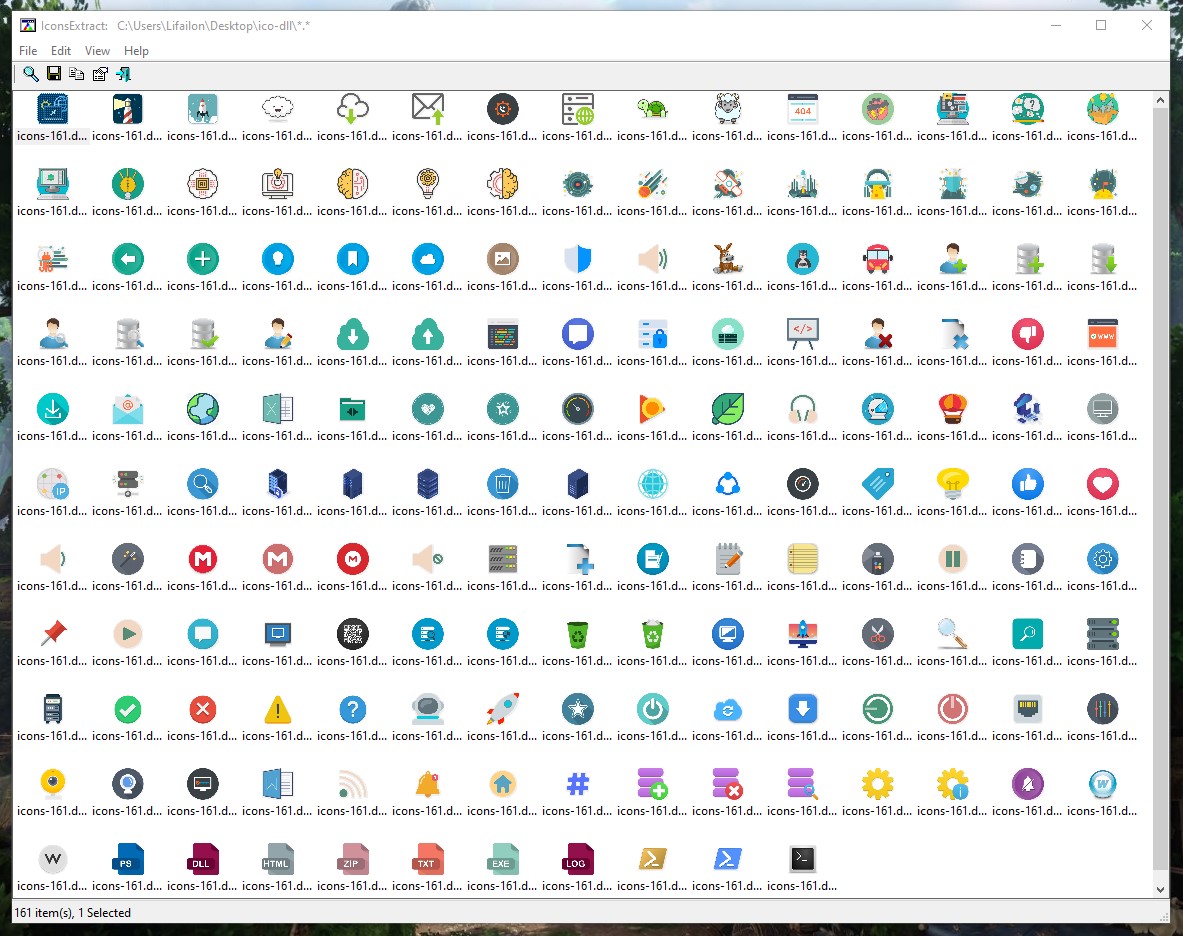 IconsExtract: C:\Users\Lifailon\Desktop\ico-dll\*.*
File Edit View Help
404
icons-161.d... icons-161.d... icons-161.d... icons-161.d... icons-161.d... icons-161.d... icons-161.d... icons-161.d... icons-161.d... icons-161.d... icons-161.d... icons-161.d... icons-161.d... icons-161.d... icons-161.d...
icons-161.d... icons-161.d... icons-161.d... icons-161.d... icons-161.d... icons-161.d... icons-161.d... icons-161.d... icons-161.d... icons-161.d... icons-161.d... icons-161.d... icons-161.d... icons-161.d... icons-161.d...
icons-161.d... icons-161.d... icons-161.d... icons-161.d... icons-161.d... icons-161.d... icons-161.d... icons-161.d... icons-161.d... icons-161.d... icons-161.d... icons-161.d... icons-161.d... icons-161.d... icons-161.d...
</> WWW
icons-161.d... icons-161.d... icons-161.d... icons-161.d... icons-161.d... icons-161.d... icons-161.d... icons-161.d... icons-161.d... icons-161.d... icons-161.d... icons-161.d... icons-161.d... icons-161.d... icons-161.d...
@ X
icons-161.d... icons-161.d... icons-161.d... icons-161.d... icons-161.d... icons-161.d... icons-161.d... icons-161.d... icons-161.d... icons-161.d... icons-161.d... icons-161.d... icons-161.d... icons-161.d... icons-161.d...
IP
icons-161.d... icons-161.d... icons-161.d... icons-161.d... icons-161.d... icons-161.d... icons-161.d... icons-161.d... icons-161.d... icons-161.d... icons-161.d... icons-161.d... icons-161.d... icons-161.d... icons-161.d...
M M M
icons-161.d... icons-161.d... icons-161.d... icons-161.d... icons-161.d... icons-161.d... icons-161.d... icons-161.d... icons-161.d... icons-161.d... icons-161.d... icons-161.d... icons-161.d... icons-161.d... icons-161.d...
icons-161.d... icons-161.d... icons-161.d... icons-161.d... icons-161.d... icons-161.d... icons-161.d... icons-161.d... icons-161.d... icons-161.d... icons-161.d... icons-161.d... icons-161.d... icons-161.d... icons-161.d...
! ?
icons-161.d... icons-161.d... icons-161.d... icons-161.d... icons-161.d... icons-161.d... icons-161.d... icons-161.d... icons-161.d... icons-161.d... icons-161.d... icons-161.d... icons-161.d... icons-161.d... icons-161.d...
# i W
icons-161.d... icons-161.d... icons-161.d... icons-161.d... icons-161.d... icons-161.d... icons-161.d... icons-161.d... icons-161.d... icons-161.d... icons-161.d... icons-161.d... icons-161.d... icons-161.d... icons-161.d...
W PS DLL HTML ZIP TXT EXE LOG
icons-161.d... icons-161.d... icons-161.d... icons-161.d... icons-161.d... icons-161.d... icons-161.d... icons-161.d... icons-161.d... icons-161.d... icons-161.d...
161 item(s), 1 Selected